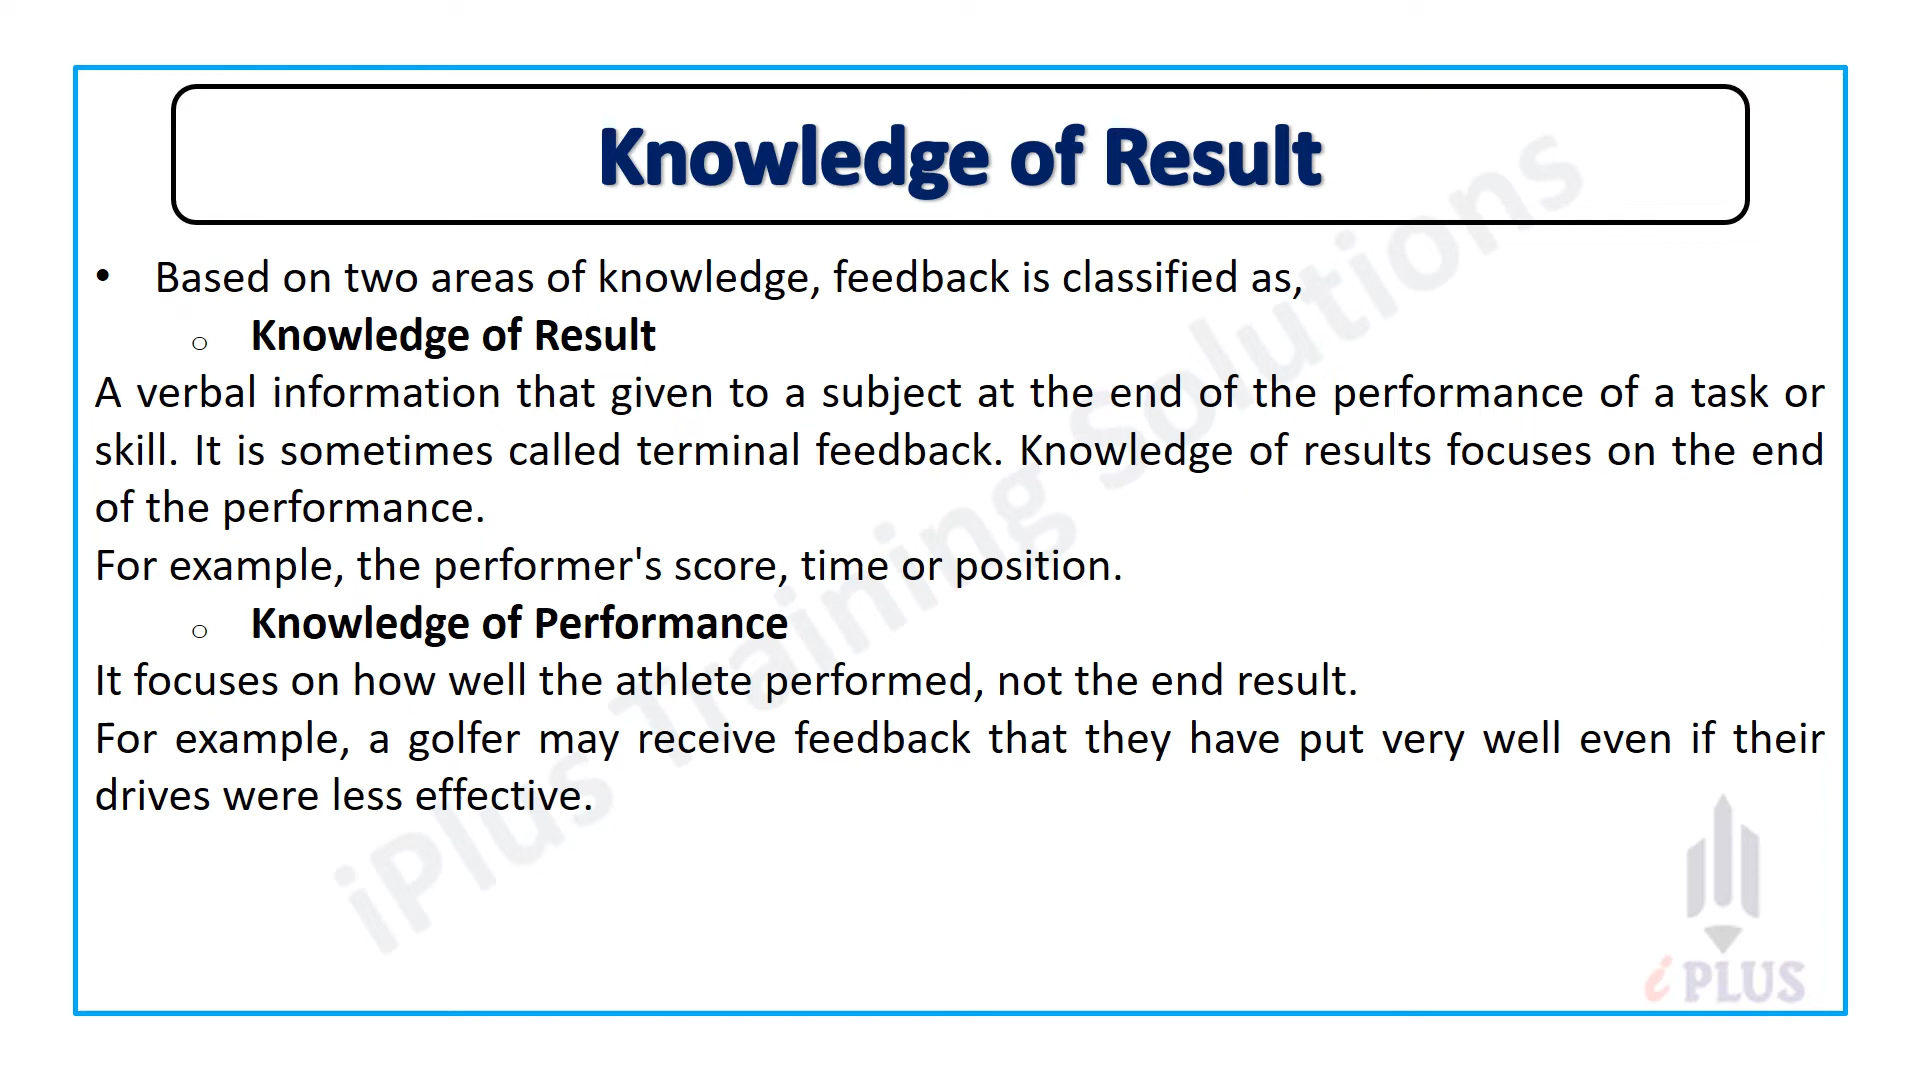 Knowledge of Result
• Based on two areas of knowledge, feedback is classified as,
o Knowledge of Result
A verbal information that given to a subject at the end of the performance of a task or
skill. It is sometimes called terminal feedback. Knowledge of results focuses on the end
of the performance.
For example, the performer's score, time or position.
o Knowledge of Performance
It focuses on how well the athlete performed, not the end result.
For example, a golfer may receive feedback that they have put very well even if their
drives were less effective.
iPlus Training Solutions
i PLUS